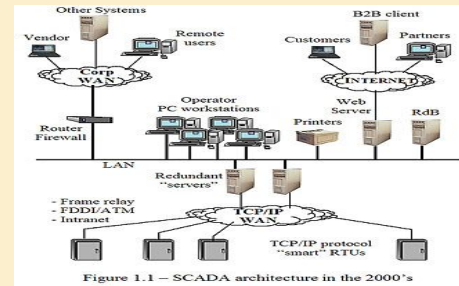 Other Systems
B2B client
Vendor
Remote
users
Customers
Partners
Corp
WAN
INTERNET
Operator
PC workstations
Web
Server
RdB
Router
Firewall
Printers
LAN
Redundant
"servers"
- Frame relay
- FDDI/ATM
- Intranet
TCP/IP
WAN
TCP/IP protocol
"smart" RTUs
Figure 1.1 – SCADA architecture in the 2000's